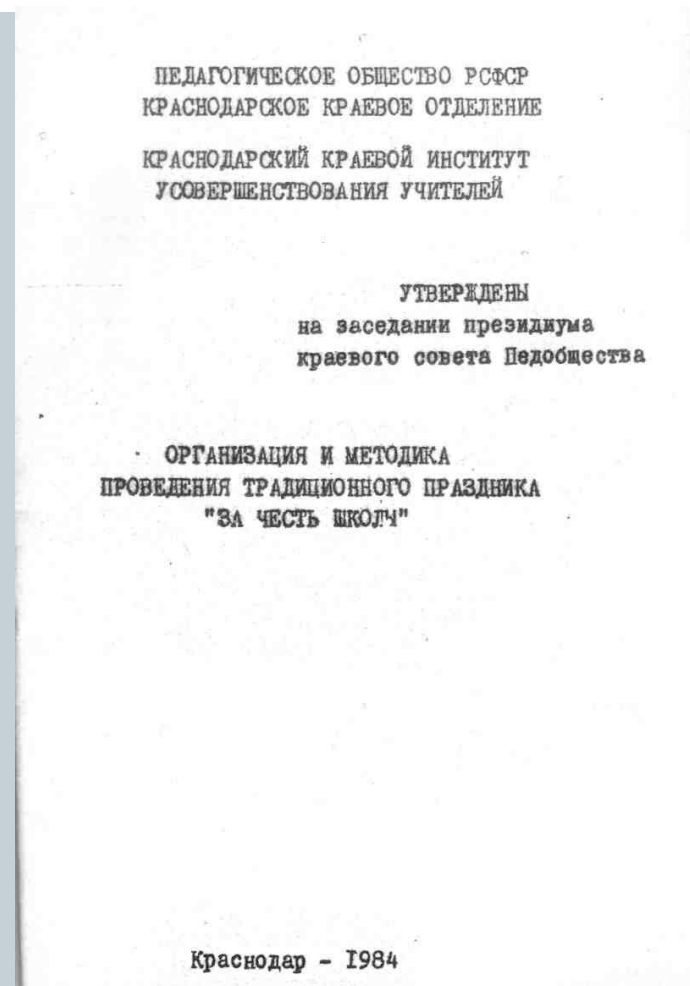 ПЕДАГОГИЧЕСКОЕ ОБЩЕСТВО РСФСР
КРАСНОДАРСКОЕ КРАЕВОЕ ОТДЕЛЕНИЕ
КРАСНОДАРСКИЙ КРАЕВОЙ ИНСТИТУТ
УСОВЕРШЕНСТВОВАНИЯ УЧИТЕЛЕЙ
УТВЕРЖДЕНЫ
на заседании президиума
краевого совета Педобщества
ОРГАНИЗАЦИЯ И МЕТОДИКА
ПРОВЕДЕНИЯ ТРАДИЦИОННОГО ПРАЗДНИКА
"ЗА ЧЕСТЬ ШКОЛЧ"
Краснодар - 1984